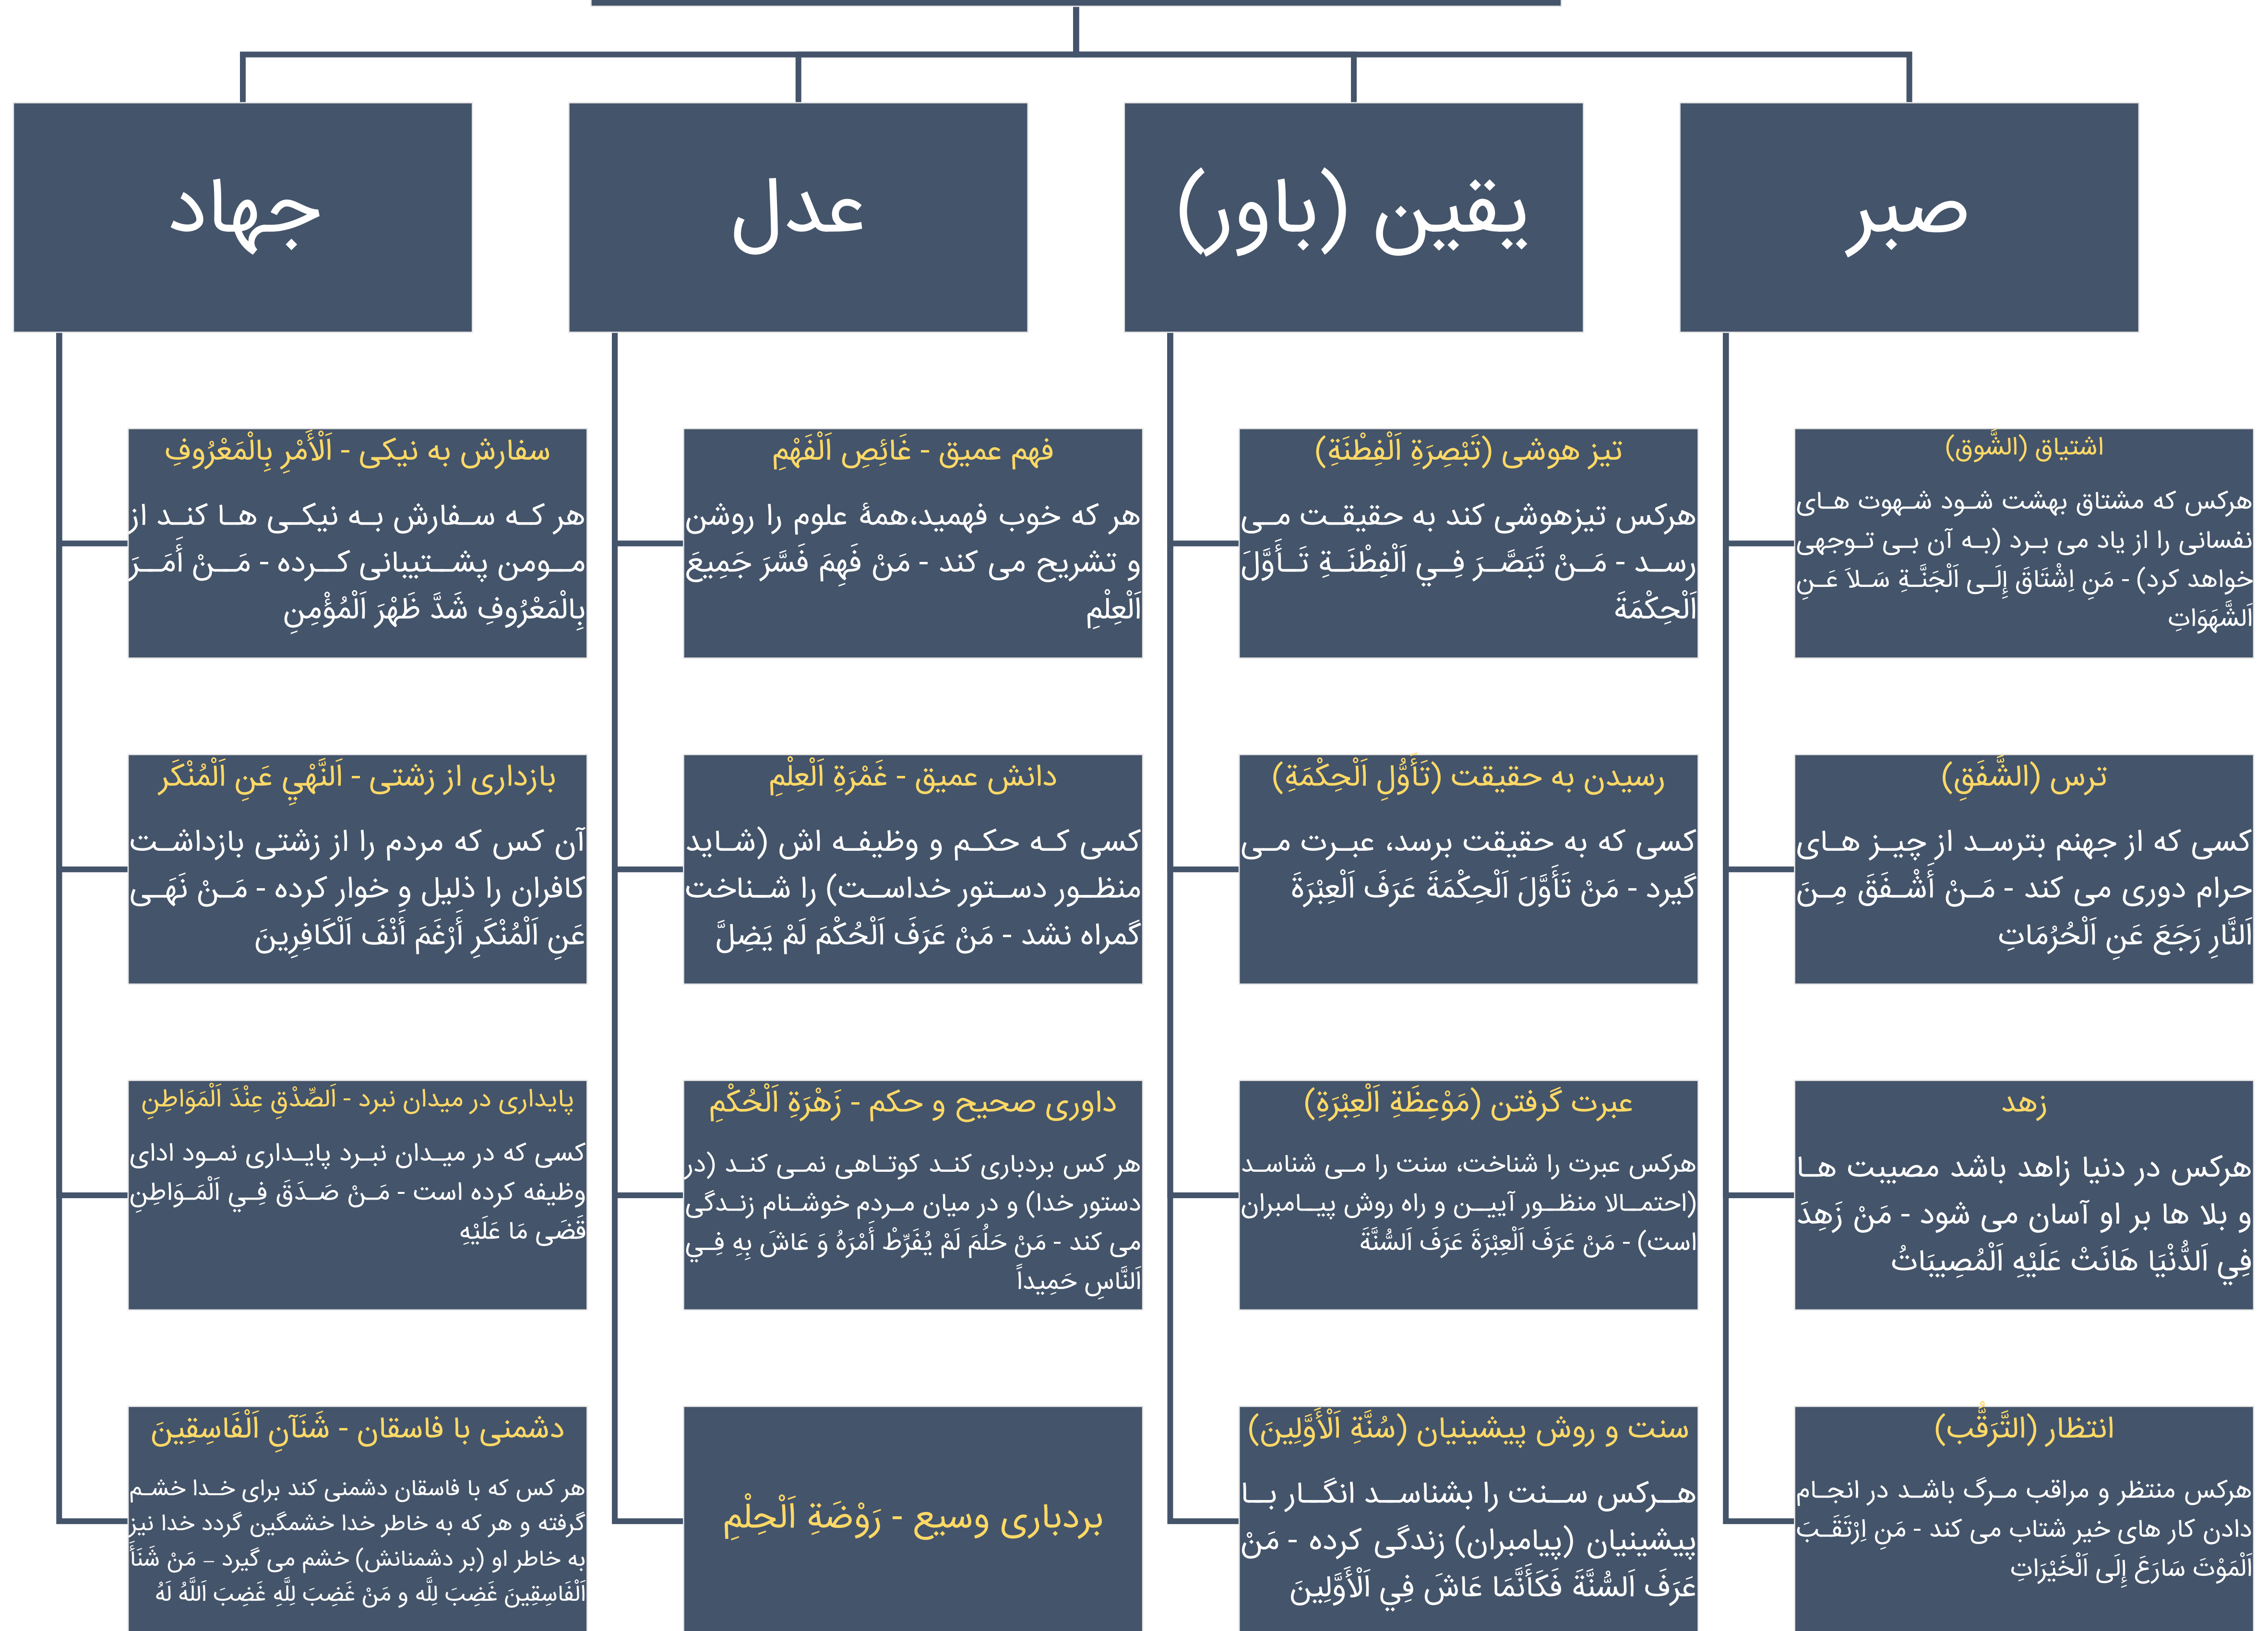 صبر
یقین (باور)
عدل
جهاد
اشتیاق (الشَّوق)
هرکس که مشتاق بهشت شود شهوت های
نفسانی را از یاد می برد (به آن بی توجهی
خواهد کرد) - مَنِ اِشْتَاقَ إِلَی اَلْجَنَّةِ سَلاَ عَنِ
اَلشَّهَوَاتِ
ترس (الشَّفَقِ)
کسی که از جهنم بترسد از چیز های
حرام دوری می کند - مَنْ أَشْفَقَ مِنَ
اَلنَّارِ رَجَعَ عَنِ اَلْحُرُمَاتِ
زهد
هرکس در دنیا زاهد باشد مصیبت ها
و بلا ها بر او آسان می شود - مَنْ زَهِدَ
فِي اَلدُّنْيَا هَانَتْ عَلَيْهِ اَلْمُصِيبَاتُ
انتظار (التَّرَقُّب)
هرکس منتظر و مراقب مرگ باشد در انجام
دادن کار های خیر شتاب می کند - مَنِ اِرْتَقَبَ
اَلْمَوْتَ سَارَعَ إِلَی اَلْخَيْرَاتِ
تیز هوشی (تَبْصِرَةِ اَلْفِطْنَةِ)
هرکس تیزهوشی کند به حقیقت می
رسد - مَنْ تَبَصَّرَ فِي اَلْفِطْنَةِ تَأَوَّلَ
اَلْحِكْمَةَ
رسیدن به حقیقت (تَأَوُّلِ اَلْحِكْمَةِ)
کسی که به حقیقت برسد، عبرت می
گیرد - مَنْ تَأَوَّلَ اَلْحِكْمَةَ عَرَفَ اَلْعِبْرَةَ
عبرت گرفتن (مَوْعِظَةِ اَلْعِبْرَةِ)
هرکس عبرت را شناخت، سنت را می شناسد
(احتمالا منظور آیین و راه روش پیامبران
است) - مَنْ عَرَفَ اَلْعِبْرَةَ عَرَفَ اَلسُّنَّةَ
سنت و روش پیشینیان (سُنَّةِ اَلْأَوَّلِينَ)
هرکس سنت را بشناسد انگار با
پیشینیان (پیامبران) زندگی کرده - مَنْ
عَرَفَ اَلسُّنَّةَ فَكَأَنَّمَا عَاشَ فِي اَلْأَوَّلِينَ
فهم عمیق - غَائِصِ اَلْفَهْمِ
هر که خوب فهمید،همۀ علوم را روشن
و تشریح می کند - مَنْ فَهِمَ فَسَّرَ جَمِيعَ
اَلْعِلْمِ
دانش عمیق - غَمْرَةِ اَلْعِلْمِ
کسی که حکم و وظیفه اش (شاید
منظور دستور خداست) را شناخت
گمراه نشد - مَنْ عَرَفَ اَلْحُكْمَ لَمْ يَضِلَّ
داوری صحیح و حکم - زَهْرَةِ اَلْحُكْمِ
هر کس بردباری کند کوتاهی نمی کند (در
دستور خدا) و در میان مردم خوشنام زندگی
می کند - مَنْ حَلُمَ لَمْ يُفَرِّطْ أَمْرَهُ وَ عَاشَ بِهِ فِي
اَلنَّاسِ حَمِيداً
بردباری وسیع - رَوْضَةِ اَلْحِلْمِ
سفارش به نیکی - اَلْأَمْرِ بِالْمَعْرُوفِ
هر که سفارش به نیکی ها کند از
مومن پشتیبانی کرده - مَنْ أَمَرَ
بِالْمَعْرُوفِ شَدَّ ظَهْرَ اَلْمُؤْمِنِ
بازداری از زشتی - اَلنَّهْيِ عَنِ اَلْمُنْكَر
آن کس که مردم را از زشتی بازداشت
کافران را ذلیل و خوار کرده - مَنْ نَهَی
عَنِ اَلْمُنْكَرِ أَرْغَمَ أَنْفَ اَلْكَافِرِينَ
پایداری در میدان نبرد - اَلصِّدْقِ عِنْدَ اَلْمَوَاطِنِ
کسی که در میدان نبرد پایداری نمود ادای
وظیفه کرده است - مَنْ صَدَقَ فِي اَلْمَوَاطِنِ
قَضَی مَا عَلَيْهِ
دشمنی با فاسقان - شَنَآنِ اَلْفَاسِقِينَ
هر کس که با فاسقان دشمنی کند برای خدا خشم
گرفته و هر که به خاطر خدا خشمگین گردد خدا نیز
به خاطر او (بر دشمنانش) خشم می گیرد – مَنْ شَنَأَ
اَلْفَاسِقِينَ غَضِبَ لِلَّه و مَنْ غَضِبَ لِلَّهِ غَضِبَ اَللَّهُ لَهُ